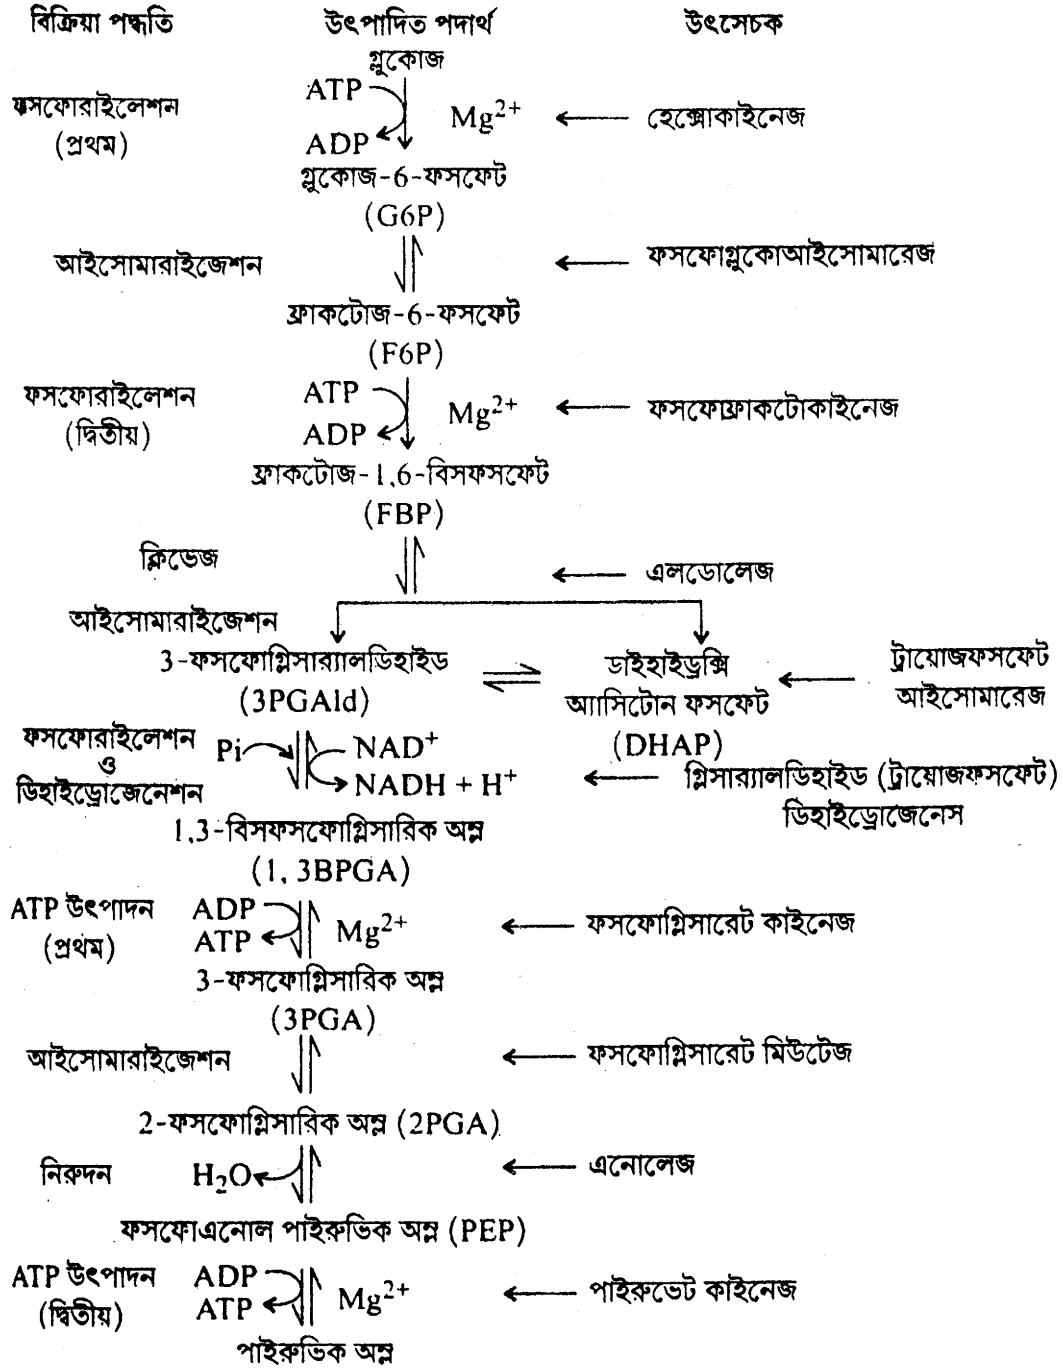 বিক্রিয়া পদ্ধতি উৎপাদিত পদার্থ উৎসেচক
গ্লুকোজ
ফসফোরাইলেশন
(প্রথম)
ATP
ADP
Mg²⁺
হেক্সোকাইনেজ
গ্লুকোজ-6-ফসফেট
(G6P)
আইসোমারাইজেশন
ফসফোগ্লুকোআইসোমারেজ
ফ্রাকটোজ-6-ফসফেট
(F6P)
ফসফোরাইলেশন
(দ্বিতীয়)
ATP
ADP
Mg²⁺
ফসফোফ্রাকটোকাইনেজ
ফ্রাকটোজ-1,6-বিসফসফেট
(FBP)
ক্লিভেজ
এলডোলেজ
আইসোমারাইজেশন
3-ফসফোগ্লিসার‍্যালডিহাইড
(3PGAld)
ডাইহাইড্রক্সি
অ্যাসিটোন ফসফেট
(DHAP)
ট্রায়োজফসফেট
আইসোমারেজ
ফসফোরাইলেশন
ও
ডিহাইড্রোজেনেশন
Pi
NAD⁺
NADH + H⁺
গ্লিসার‍্যালডিহাইড (ট্রায়োজফসফেট)
ডিহাইড্রোজেনেস
1,3-বিসফসফোগ্লিসারিক অম্ল
(1, 3BPGA)
ATP উৎপাদন
(প্রথম)
ADP
ATP
Mg²⁺
ফসফোগ্লিসারেট কাইনেজ
3-ফসফোগ্লিসারিক অম্ল
(3PGA)
আইসোমারাইজেশন
ফসফোগ্লিসারেট মিউটেজ
2-ফসফোগ্লিসারিক অম্ল (2PGA)
নিরুদন
H₂O
এনোলেজ
ফসফোএনোল পাইরুভিক অম্ল (PEP)
ATP উৎপাদন
(দ্বিতীয়)
ADP
ATP
Mg²⁺
পাইরুভেট কাইনেজ
পাইরুভিক অম্ল